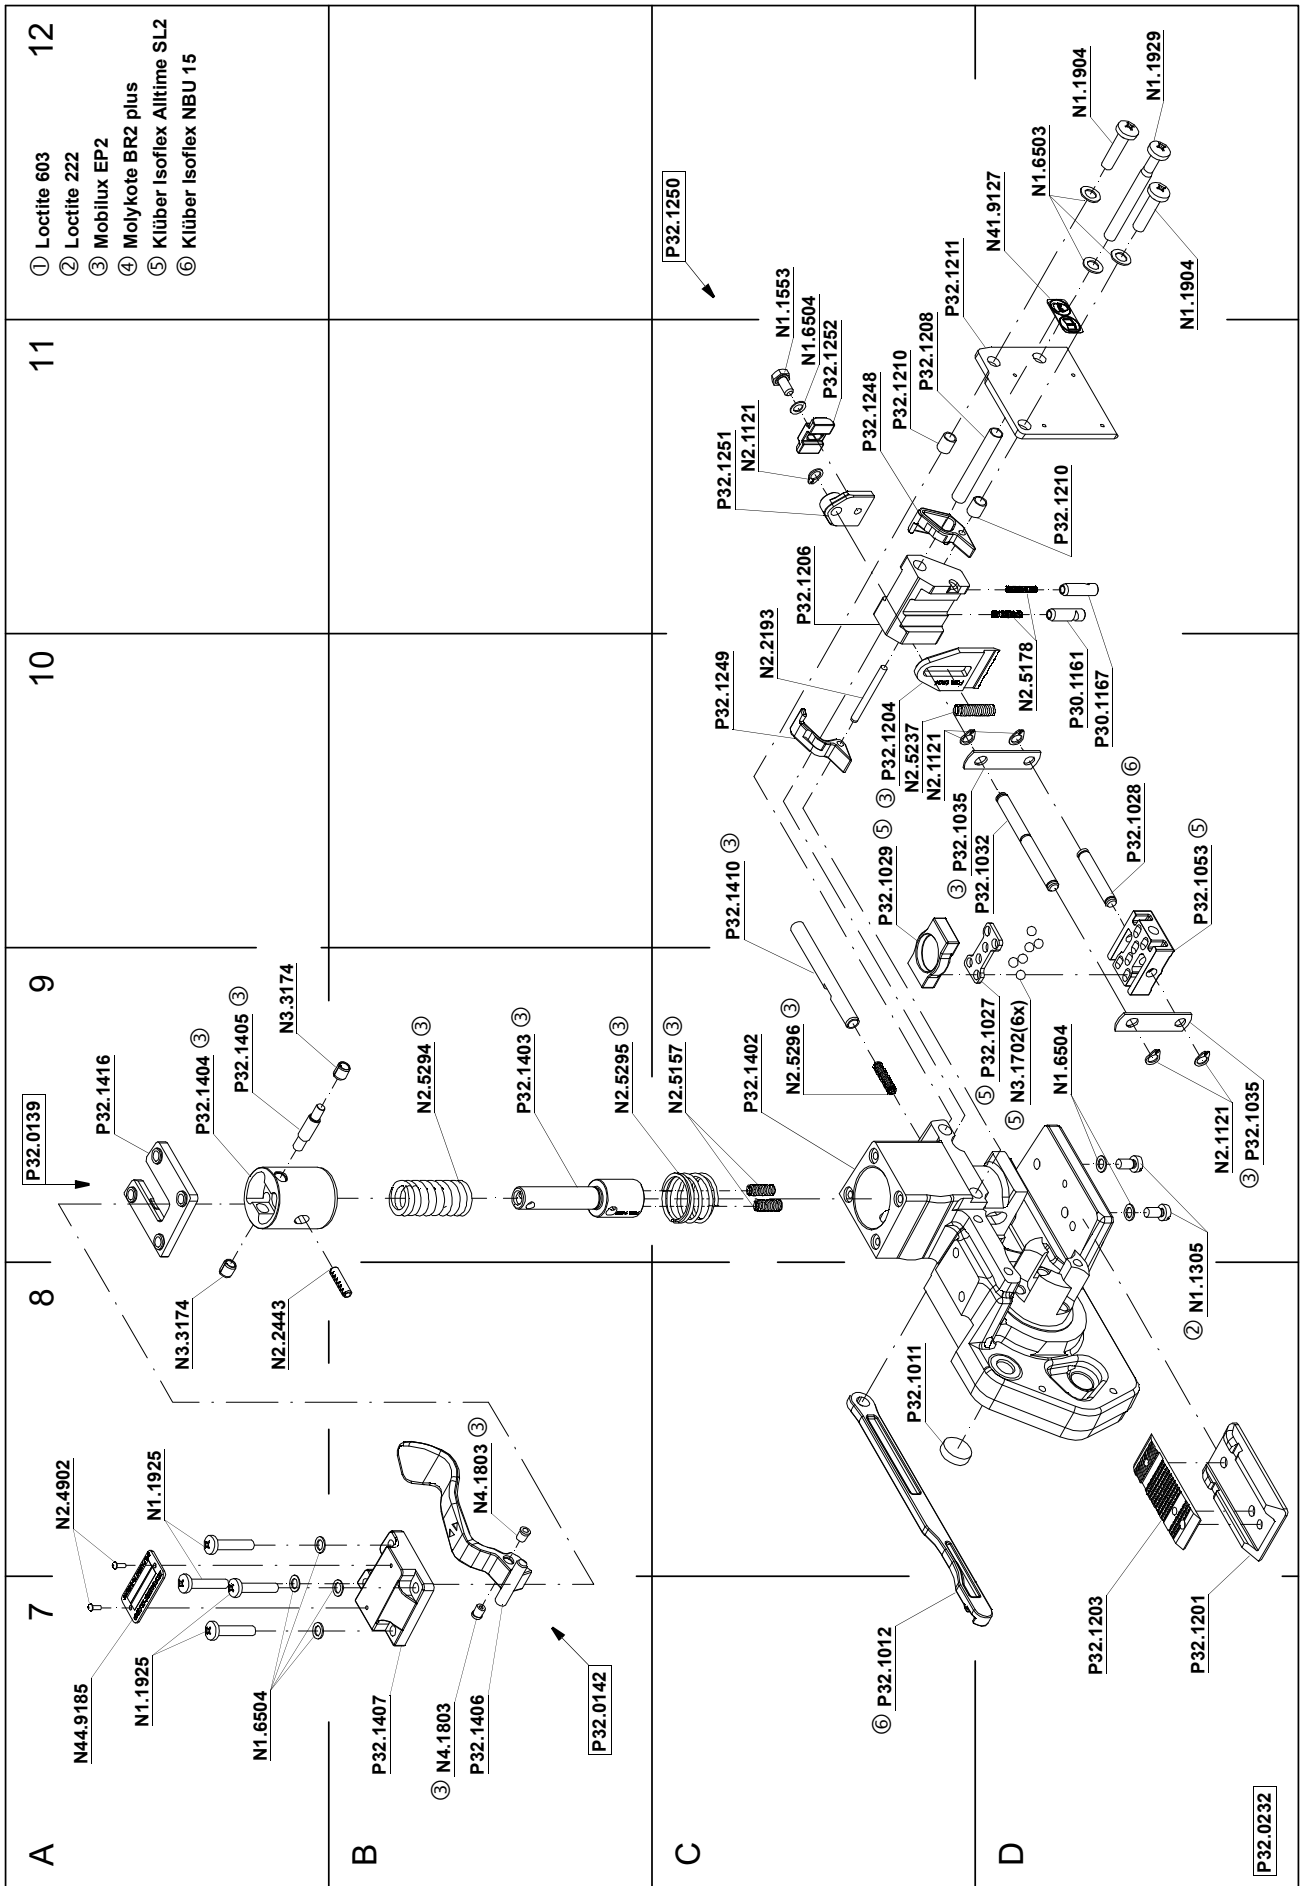 7
8
9
10
11
12
A
B
C
D
① Loctite 603
② Loctite 222
③ Mobilux EP2
④ Molykote BR2 plus
⑤ Klüber Isoflex Alltime SL2
⑥ Klüber Isoflex NBU 15
N44.9185
N2.4902
N1.1925
N1.1925
N1.6504
P32.1407
③ N4.1803
P32.1406
N4.1803 ③
P32.0142
P32.0139
P32.1416
P32.1404 ③
P32.1405 ③
N3.3174
N3.3174
N2.2443
N2.5294 ③
P32.1403 ③
N2.5295 ③
N2.5157 ③
P32.1402
N2.5296 ③
P32.1410 ③
P32.1029 ⑤
⑤ P32.1027
⑤ N3.1702(6x)
③ P32.1035
P32.1032
P32.1028 ⑥
P32.1053 ⑤
N1.6504
② N1.1305
N2.1121
③ P32.1035
P32.1011
⑥ P32.1012
P32.1203
P32.1201
P32.1249
N2.2193
③ P32.1204
N2.5237
N2.1121
P32.1206
N2.5178
P30.1161
P30.1167
P32.1251
N2.1121
N1.1553
N1.6504
P32.1252
P32.1248
P32.1210
P32.1208
P32.1210
P32.1211
N41.9127
N1.6503
N1.1904
N1.1929
N1.1904
P32.1250
P32.0232